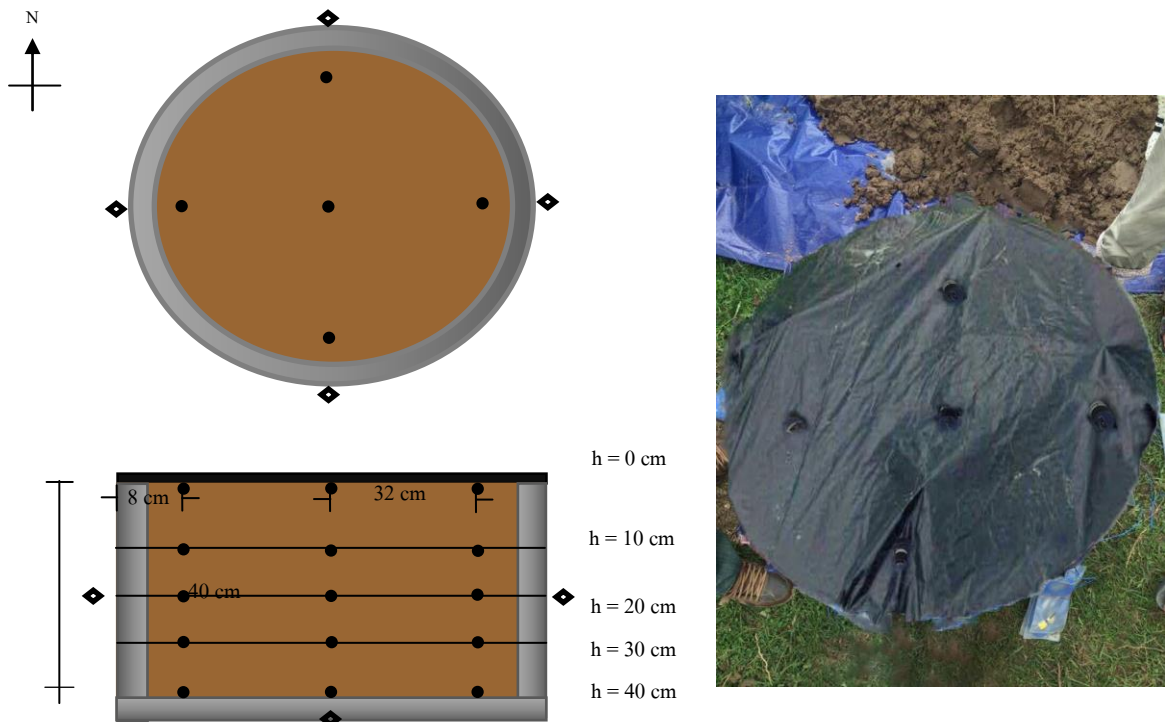 N
h = 0 cm
8 cm
32 cm
h = 10 cm
40 cm
h = 20 cm
h = 30 cm
h = 40 cm